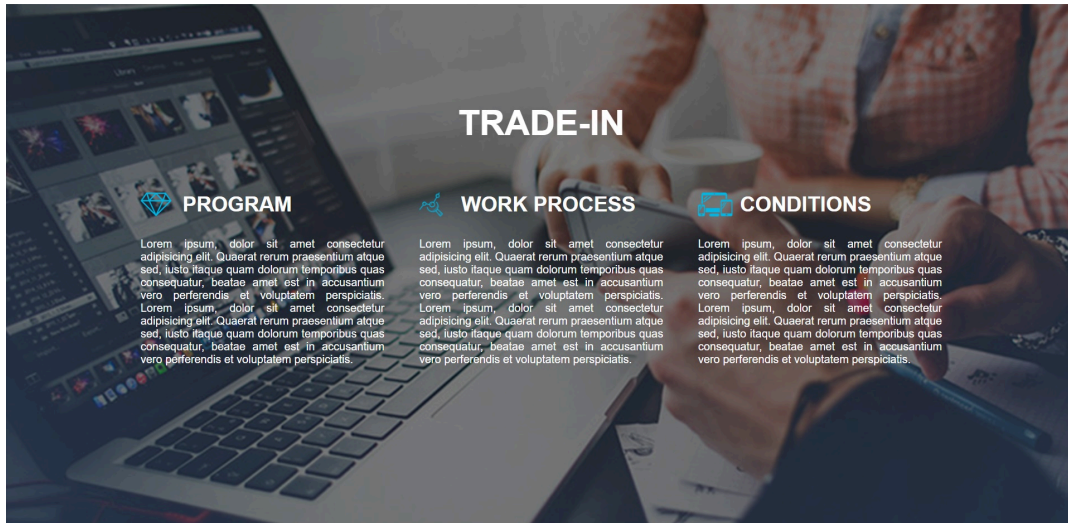 TRADE-IN
PROGRAM
Lorem ipsum, dolor sit amet consectetur
adipisicing elit. Quaerat rerum praesentium atque
sed, iusto itaque quam dolorum temporibus quas
consequatur, beatae amet est in accusantium
vero perferendis et voluptatem perspiciatis.
Lorem ipsum, dolor sit amet consectetur
adipisicing elit. Quaerat rerum praesentium atque
sed, iusto itaque quam dolorum temporibus quas
consequatur, beatae amet est in accusantium
vero perferendis et voluptatem perspiciatis.
WORK PROCESS
Lorem ipsum, dolor sit amet consectetur
adipisicing elit. Quaerat rerum praesentium atque
sed, iusto itaque quam dolorum temporibus quas
consequatur, beatae amet est in accusantium
vero perferendis et voluptatem perspiciatis.
Lorem ipsum, dolor sit amet consectetur
adipisicing elit. Quaerat rerum praesentium atque
sed, iusto itaque quam dolorum temporibus quas
consequatur, beatae amet est in accusantium
vero perferendis et voluptatem perspiciatis.
CONDITIONS
Lorem ipsum, dolor sit amet consectetur
adipisicing elit. Quaerat rerum praesentium atque
sed, iusto itaque quam dolorum temporibus quas
consequatur, beatae amet est in accusantium
vero perferendis et voluptatem perspiciatis.
Lorem ipsum, dolor sit amet consectetur
adipisicing elit. Quaerat rerum praesentium atque
sed, iusto itaque quam dolorum temporibus quas
consequatur, beatae amet est in accusantium
vero perferendis et voluptatem perspiciatis.
Library